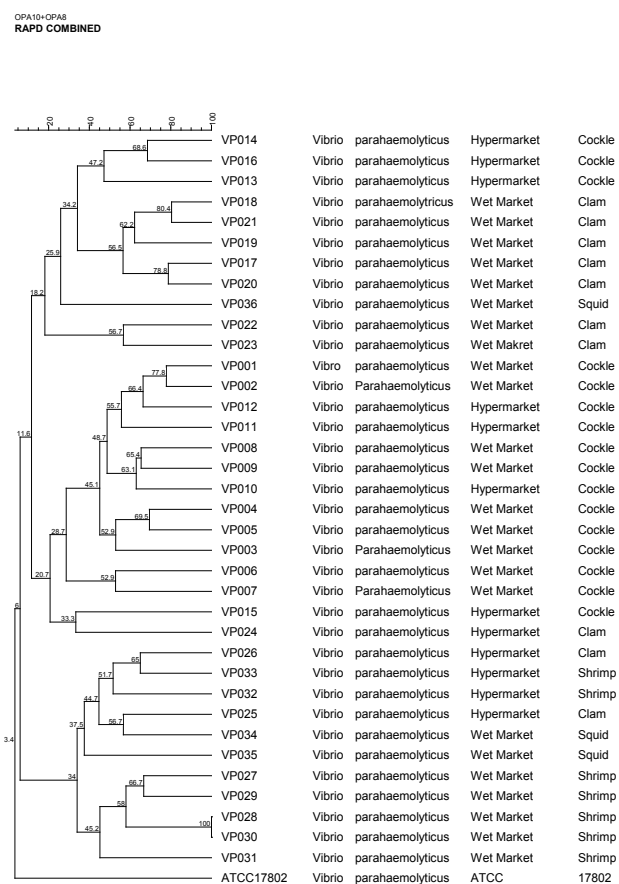 OPA10+OPA8
RAPD COMBINED
20 40 60 80 100
VP014 Vibrio parahaemolyticus Hypermarket Cockle
68.6
VP016 Vibrio parahaemolyticus Hypermarket Cockle
47.2
VP013 Vibrio parahaemolyticus Hypermarket Cockle
VP018 Vibrio parahaemolytricus Wet Market Clam
34.2 80.4
VP021 Vibrio parahaemolyticus Wet Market Clam
62.2
VP019 Vibrio parahaemolyticus Wet Market Clam
25.9 56.5
VP017 Vibrio parahaemolyticus Wet Market Clam
78.8
VP020 Vibrio parahaemolyticus Wet Market Clam
18.2
VP036 Vibrio parahaemolyticus Wet Market Squid
VP022 Vibrio parahaemolyticus Wet Market Clam
56.7
VP023 Vibrio parahaemolyticus Wet Makret Clam
VP001 Vibro parahaemolyticus Wet Market Cockle
77.8
VP002 Vibrio Parahaemolyticus Wet Market Cockle
66.4
VP012 Vibrio parahaemolyticus Hypermarket Cockle
55.7
VP011 Vibrio parahaemolyticus Hypermarket Cockle
11.6 48.7
VP008 Vibrio parahaemolyticus Wet Market Cockle
65.4
VP009 Vibrio parahaemolyticus Wet Market Cockle
63.1
VP010 Vibrio parahaemolyticus Hypermarket Cockle
45.1
VP004 Vibrio parahaemolyticus Wet Market Cockle
69.5
VP005 Vibrio parahaemolyticus Wet Market Cockle
28.7 52.9
VP003 Vibrio Parahaemolyticus Wet Market Cockle
VP006 Vibrio parahaemolyticus Wet Market Cockle
20.7 52.9
VP007 Vibrio Parahaemolyticus Wet Market Cockle
6
VP015 Vibrio parahaemolyticus Hypermarket Cockle
33.3
VP024 Vibrio parahaemolyticus Hypermarket Clam
VP026 Vibrio parahaemolyticus Hypermarket Clam
65
VP033 Vibrio parahaemolyticus Hypermarket Shrimp
51.7
VP032 Vibrio parahaemolyticus Hypermarket Shrimp
44.7
VP025 Vibrio parahaemolyticus Hypermarket Clam
37.5 56.7
VP034 Vibrio parahaemolyticus Wet Market Squid
3.4
VP035 Vibrio parahaemolyticus Wet Market Squid
34
VP027 Vibrio parahaemolyticus Wet Market Shrimp
66.7
VP029 Vibrio parahaemolyticus Wet Market Shrimp
58
VP028 Vibrio parahaemolyticus Wet Market Shrimp
100
VP030 Vibrio parahaemolyticus Wet Market Shrimp
45.2
VP031 Vibrio parahaemolyticus Wet Market Shrimp
ATCC17802 Vibrio parahaemolyticus ATCC 17802